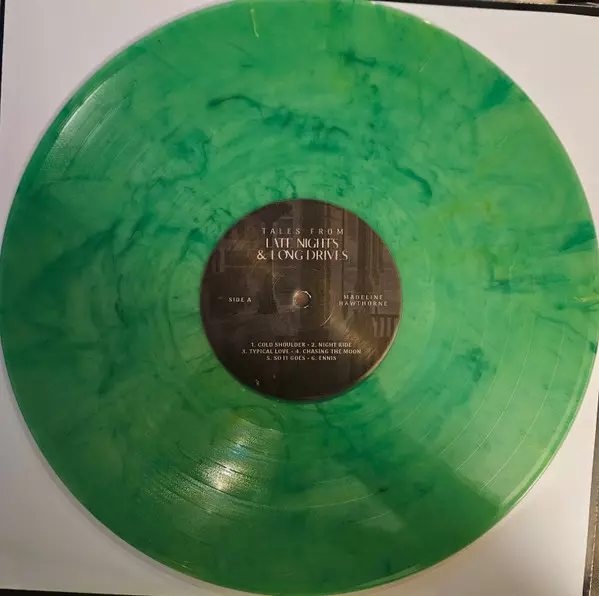 TALES FROM
LATE NIGHTS
& LONG DRIVES
SIDE A
MADELINE
HAWTHORNE
1. COLD SHOULDER - 2. NIGHT RIDE
3. TYPICAL LOVE - 4. CHASING THE MOON
5. SO IT GOES - 6. ENNIS